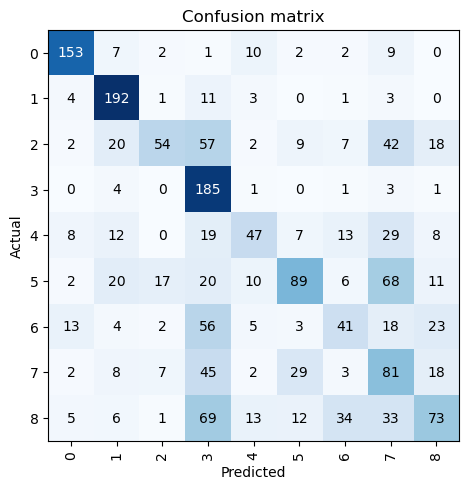 Confusion matrix
0 153 7 2 1 10 2 2 9 0
1 4 192 1 11 3 0 1 3 0
2 2 20 54 57 2 9 7 42 18
3 0 4 0 185 1 0 1 3 1
4 8 12 0 19 47 7 13 29 8
5 2 20 17 20 10 89 6 68 11
6 13 4 2 56 5 3 41 18 23
7 2 8 7 45 2 29 3 81 18
8 5 6 1 69 13 12 34 33 73
Actual
0 1 2 3 4 5 6 7 8
Predicted